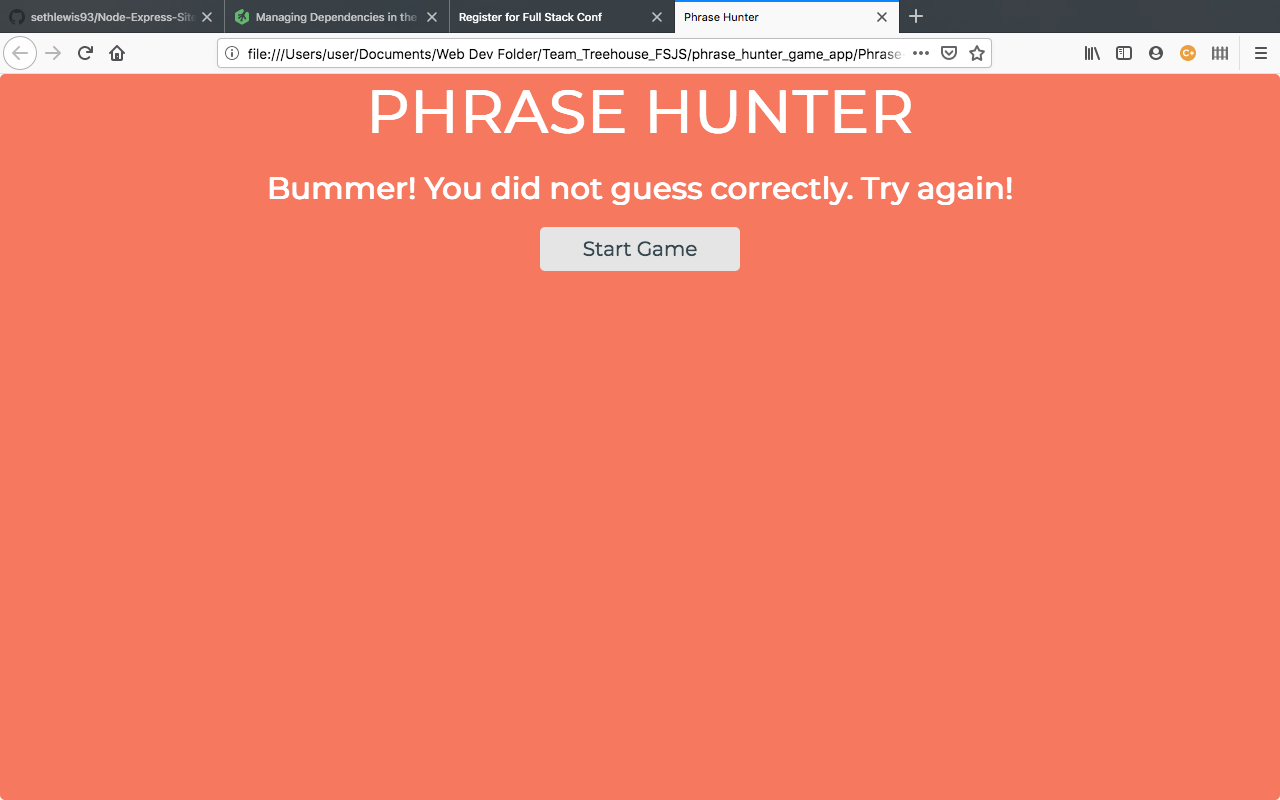 sethlewis93/Node-Express-Sit
Managing Dependencies in the
Register for Full Stack Conf
Phrase Hunter
file:///Users/user/Documents/Web Dev Folder/Team_Treehouse_FSJS/phrase_hunter_game_app/Phrase-
C+
PHRASE HUNTER
Bummer! You did not guess correctly. Try again!
Start Game